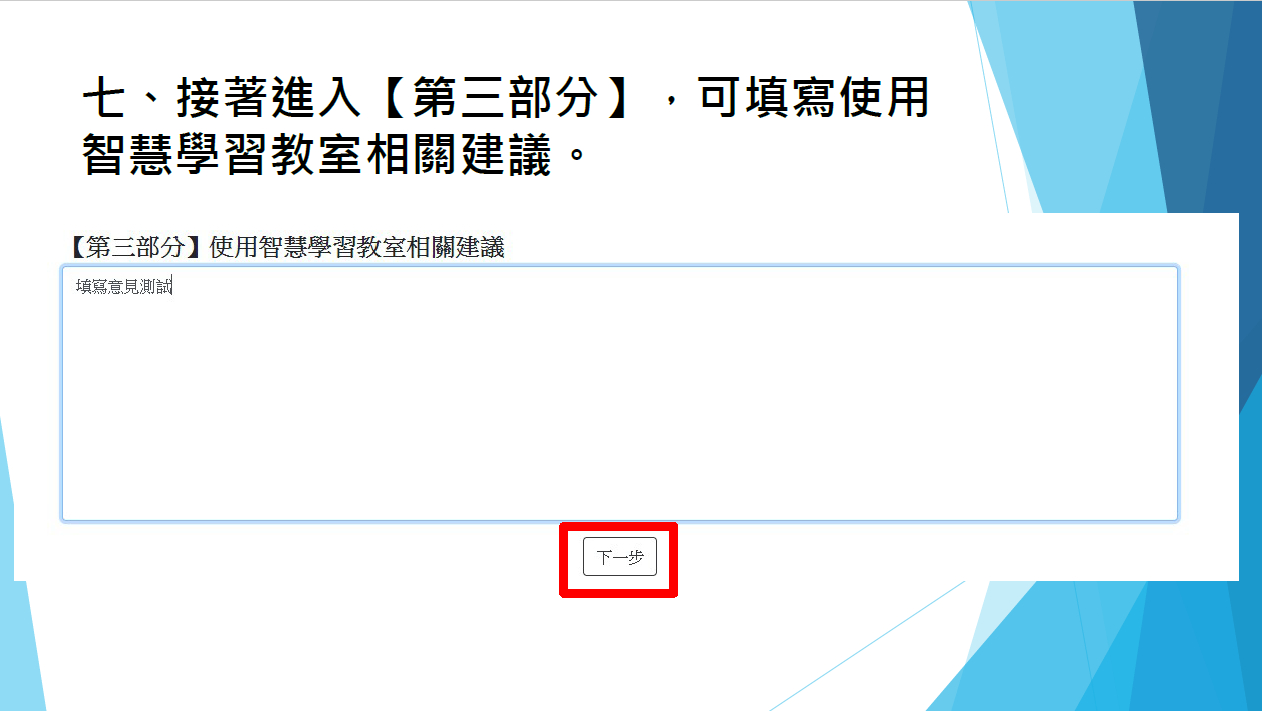 七、接著進入【第三部分】，可填寫使用
智慧學習教室相關建議。
【第三部分】使用智慧學習教室相關建議
填寫意見測試
下一步